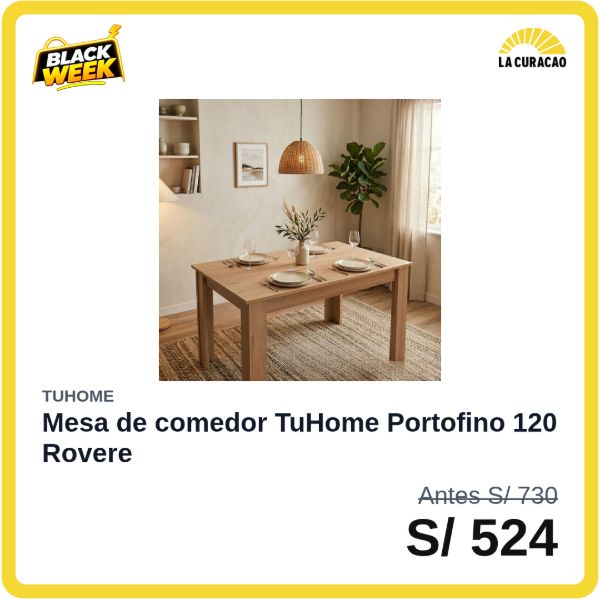 BLACK
WEEK
LA CURACAO
TUHOME
Mesa de comedor TuHome Portofino 120
Rovere
Antes S/ 730
S/ 524